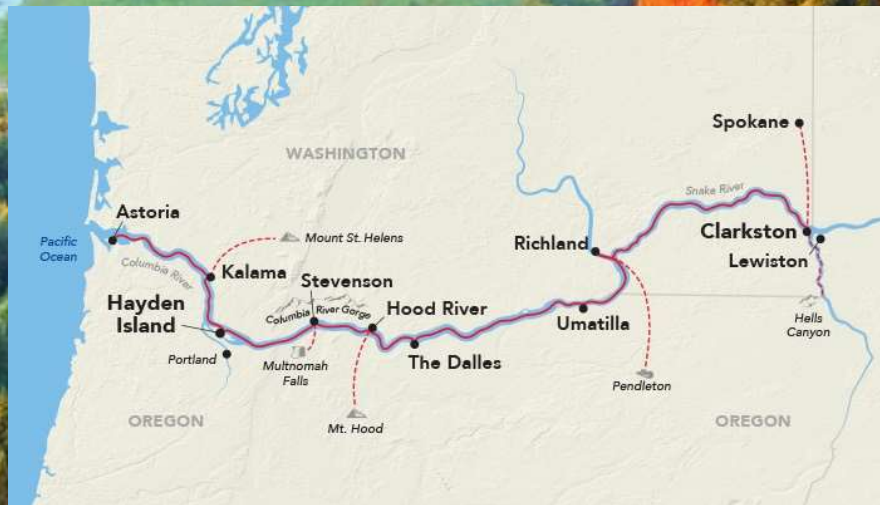 Spokane
WASHINGTON
Snake River
Astoria
Pacific
Ocean
Mount St. Helens
Richland
Clarkston
Columbia River
Kalama
Lewiston
Stevenson
Hayden
Island
Columbia River Gorge
Hood River
Umatilla
Hells
Canyon
Portland
Multnomah
Falls
The Dalles
Pendleton
OREGON
Mt. Hood
OREGON